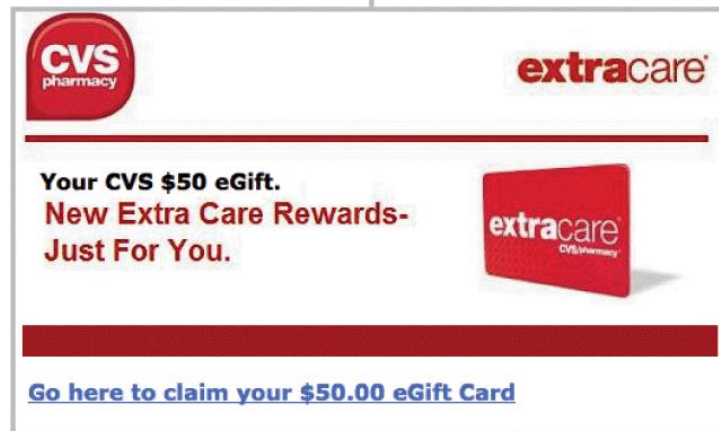 CVS
pharmacy
extracare®
Your CVS $50 eGift.
New Extra Care Rewards-
Just For You.
extracare®
CVS/pharmacy®
Go here to claim your $50.00 eGift Card